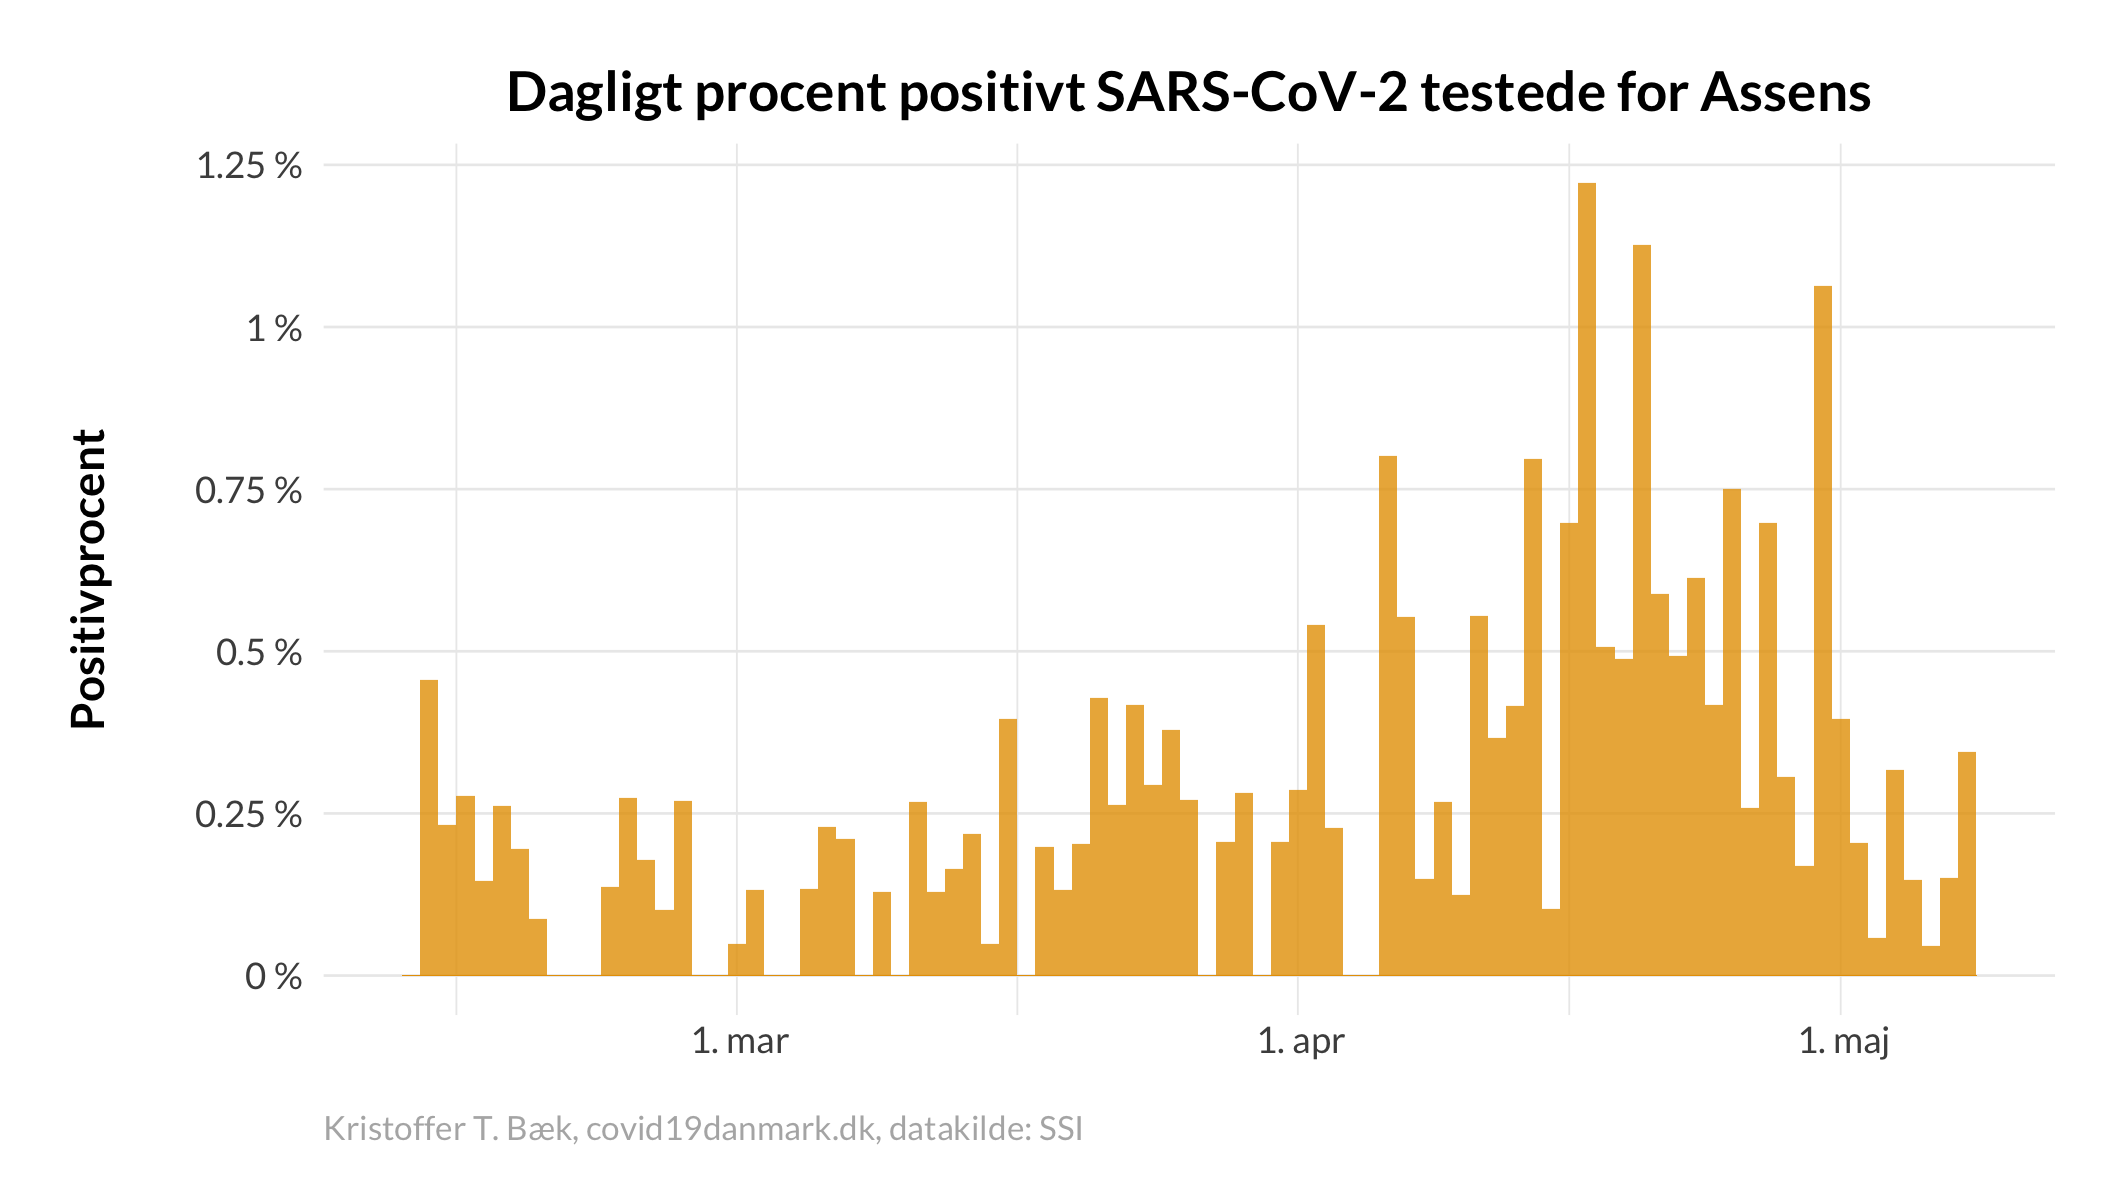 Dagligt procent positivt SARS-CoV-2 testede for Assens
Positivprocent
1.25 %
1 %
0.75 %
0.5 %
0.25 %
0 %
1. mar
1. apr
1. maj
Kristoffer T. Bæk, covid19danmark.dk, datakilde: SSI